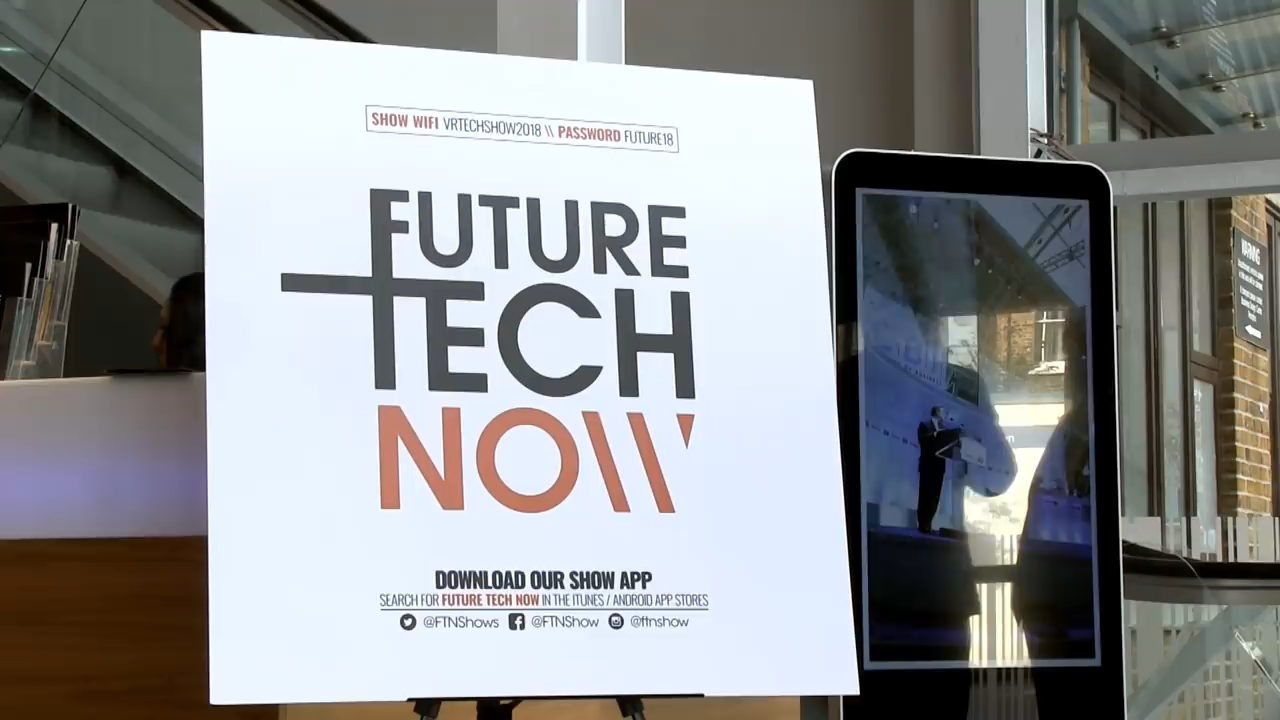 SHOW WIFI VRTECHSHOW2018 \\ PASSWORD FUTURE18
FUTURE
TECH
NOW
DOWNLOAD OUR SHOW APP
SEARCH FOR FUTURE TECH NOW IN THE ITUNES / ANDROID APP STORES
@FTNShows @FTNShow @ftnshow
WARNING